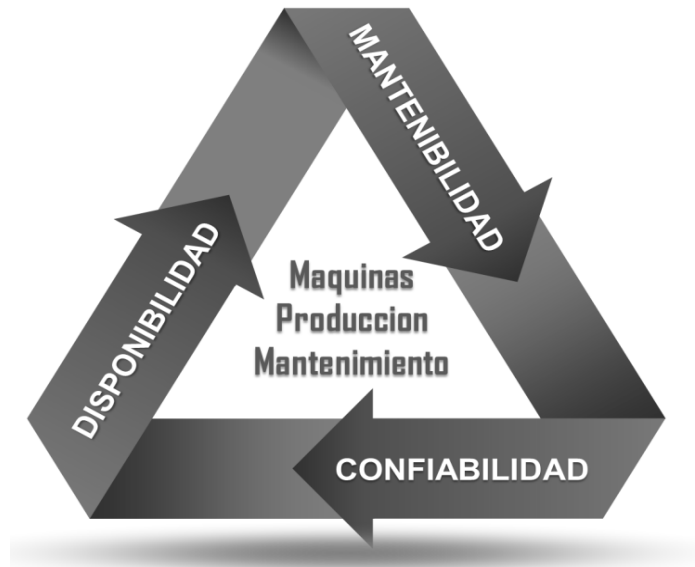 MANTENIBILIDAD
DISPONIBILIDAD
Maquinas
Produccion
Mantenimiento
CONFIABILIDAD